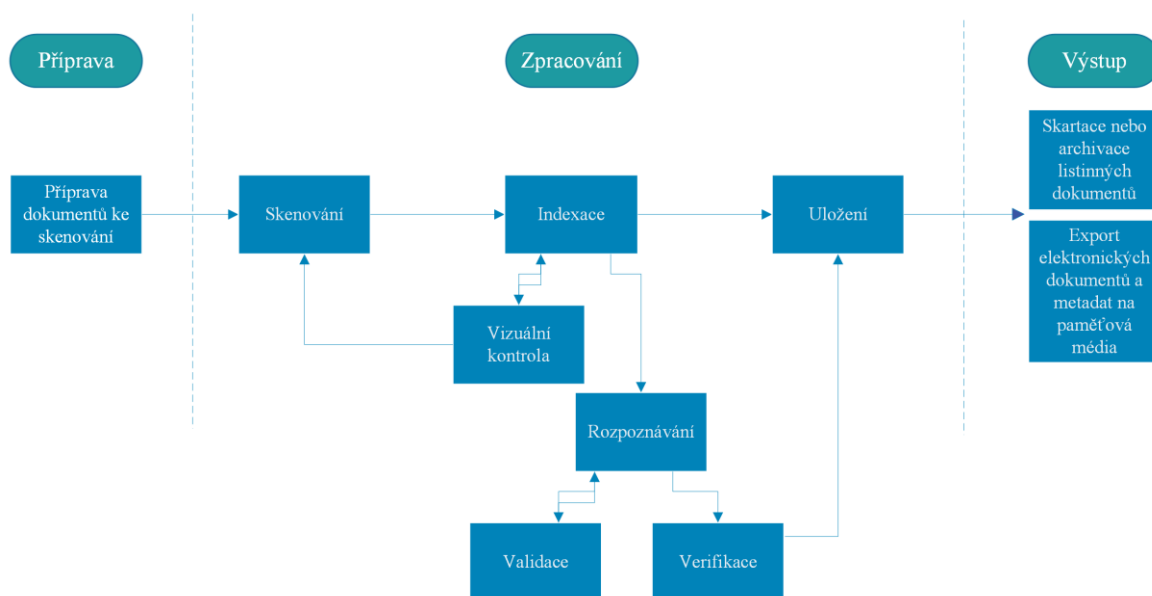 Příprava
Zpracování
Výstup
Skartace nebo
archivace
listinných
dokumentů
Příprava
dokumentů ke
skenování
Skenování
Indexace
Uložení
Export
elektronických
dokumentů a
metadat na
paměťová
média
Vizuální
kontrola
Rozpoznávání
Validace
Verifikace